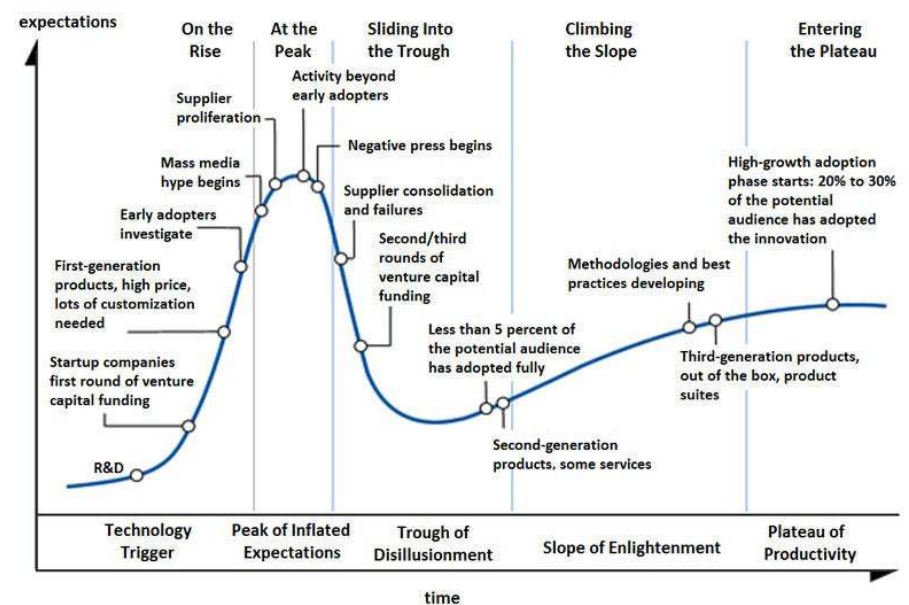 expectations
On the
Rise
At the
Peak
Sliding Into
the Trough
Climbing
the Slope
Entering
the Plateau
Activity beyond
early adopters
Supplier
proliferation
Negative press begins
Mass media
hype begins
Supplier consolidation
and failures
Early adopters
investigate
Second/third
rounds of
venture capital
funding
First-generation
products, high price,
lots of customization
needed
Startup companies
first round of venture
capital funding
R&D
Less than 5 percent of
the potential audience
has adopted fully
Second-generation
products, some services
Methodologies and best
practices developing
Third-generation products,
out of the box, product
suites
High-growth adoption
phase starts: 20% to 30%
of the potential
audience has adopted
the innovation
Technology
Trigger
Peak of Inflated
Expectations
Trough of
Disillusionment
Slope of Enlightenment
Plateau of
Productivity
time